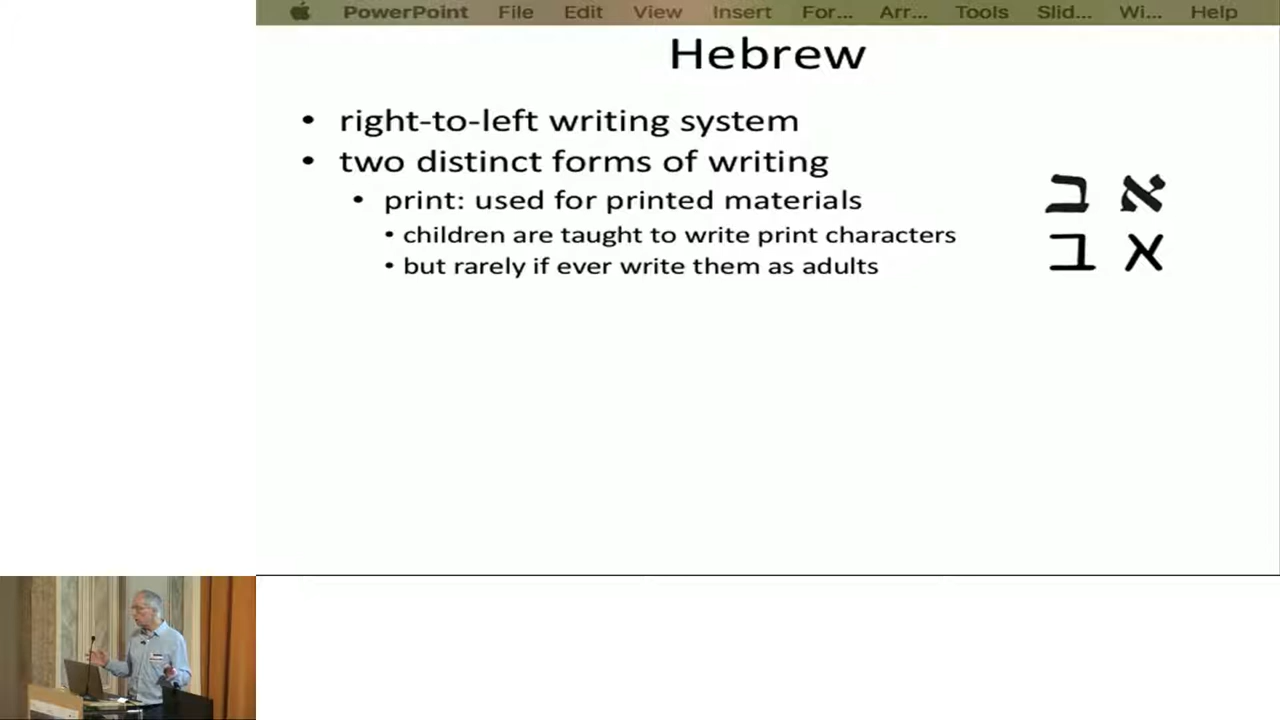 PowerPoint File Edit View Insert For... Arr... Tools Slid... Wi... Help
Hebrew
• right-to-left writing system
• two distinct forms of writing
• print: used for printed materials
• children are taught to write print characters
• but rarely if ever write them as adults
א ב
א ב